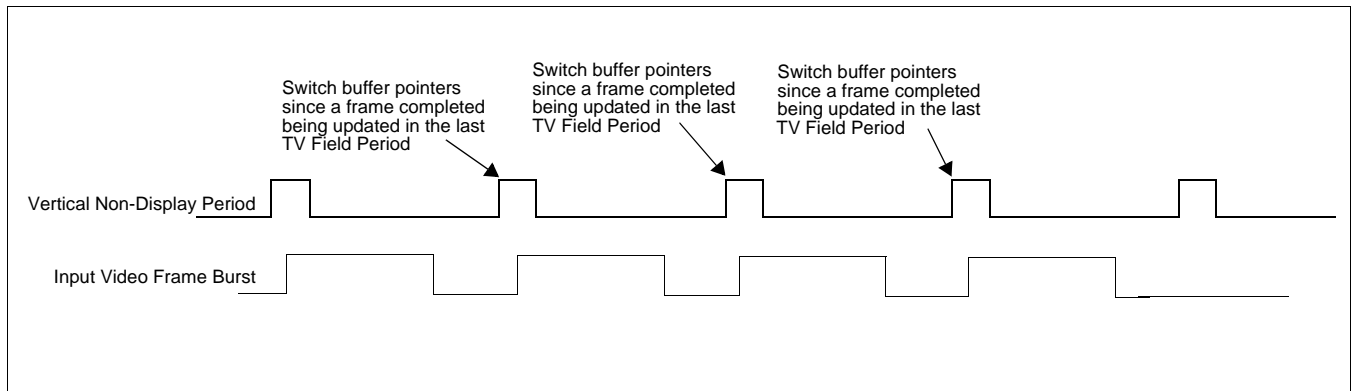 Switch buffer pointers
since a frame completed
being updated in the last
TV Field Period
Switch buffer pointers
since a frame completed
being updated in the last
TV Field Period
Switch buffer pointers
since a frame completed
being updated in the last
TV Field Period
Vertical Non-Display Period
Input Video Frame Burst